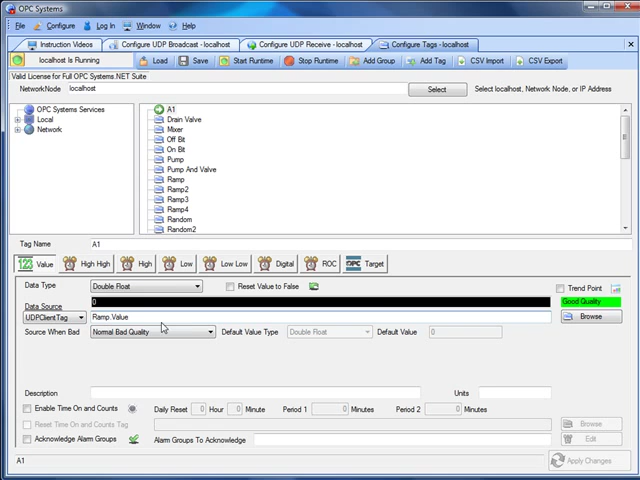 OPC Systems
File Configure Log In Window Help
Instruction Videos Configure UDP Broadcast - localhost Configure UDP Receive - localhost Configure Tags - localhost
localhost Is Running Load Save Start Runtime Stop Runtime Add Group Add Tag CSV Import CSV Export
Valid License for Full OPC Systems.NET Suite
NetworkNode localhost Select Select localhost, Network Node, or IP Address
OPC Systems Services
Local
Network
A1
Drain Valve
Mixer
Off Bit
On Bit
Pump
Pump And Valve
Ramp
Ramp2
Ramp3
Ramp4
Random
Random2
Tag Name A1
123 Value High High High Low Low Low Digital ROC OPC Target
Data Type Double Float Reset Value to False Trend Point
Data Source 0 Good Quality
UDPClientTag Ramp.Value Browse
Source When Bad Normal Bad Quality Default Value Type Double Float Default Value 0
Description Units
Enable Time On and Counts Daily Reset 0 Hour 0 Minute Period 1 0 Minutes Period 2 0 Minutes
Reset Time On and Counts Tag Browse
Acknowledge Alarm Groups Alarm Groups To Acknowledge Edit
A1 Apply Changes